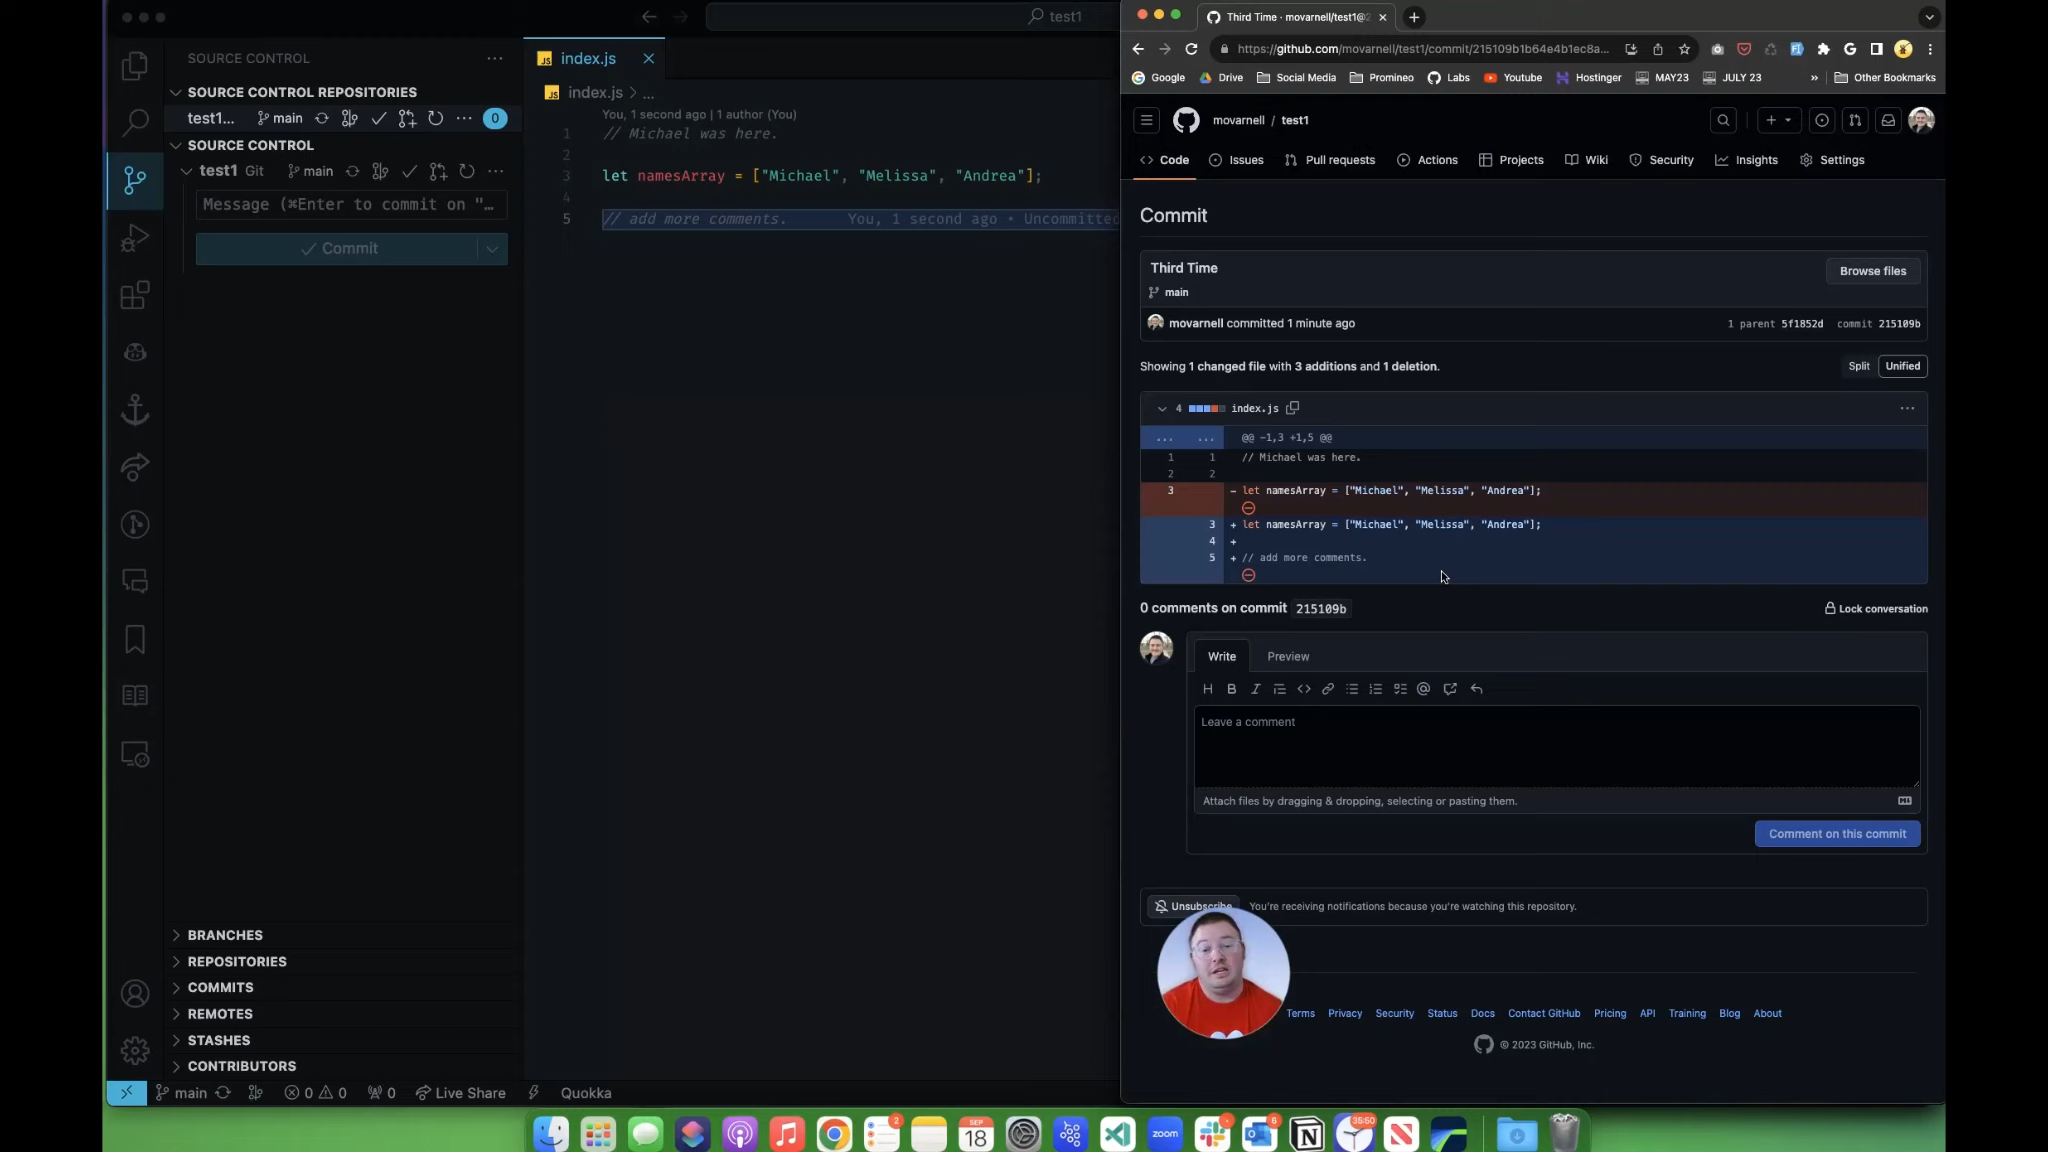 test1
SOURCE CONTROL
SOURCE CONTROL REPOSITORIES
test1... main 0
SOURCE CONTROL
test1 Git main
Message (⌘Enter to commit on "...
Commit
index.js
index.js > ...
You, 1 second ago | 1 author (You)
1 // Michael was here.
2
3 let namesArray = ["Michael", "Melissa", "Andrea"];
4
5 // add more comments. You, 1 second ago • Uncommitted
BRANCHES
REPOSITORIES
COMMITS
REMOTES
STASHES
CONTRIBUTORS
main 0 0 0 Live Share Quokka
Third Time · movarnell/test1@2
https://github.com/movarnell/test1/commit/215109b1b64e4b1ec8a...
Google Drive Social Media Promineo Labs Youtube Hostinger MAY23 JULY 23 » Other Bookmarks
movarnell / test1
Code Issues Pull requests Actions Projects Wiki Security Insights Settings
Commit
Third Time
Browse files
main
movarnell committed 1 minute ago 1 parent 5f1852d commit 215109b
Showing 1 changed file with 3 additions and 1 deletion.
Split Unified
4 index.js
... ... @@ -1,3 +1,5 @@
1 1 // Michael was here.
2 2
3 - let namesArray = ["Michael", "Melissa", "Andrea"];
3 + let namesArray = ["Michael", "Melissa", "Andrea"];
4 +
5 + // add more comments.
0 comments on commit 215109b
Lock conversation
Write Preview
Leave a comment
Attach files by dragging & dropping, selecting or pasting them.
Comment on this commit
Unsubscribe You're receiving notifications because you're watching this repository.
Terms Privacy Security Status Docs Contact GitHub Pricing API Training Blog About
© 2023 GitHub, Inc.
2
SEP
18
zoom
6
35:50